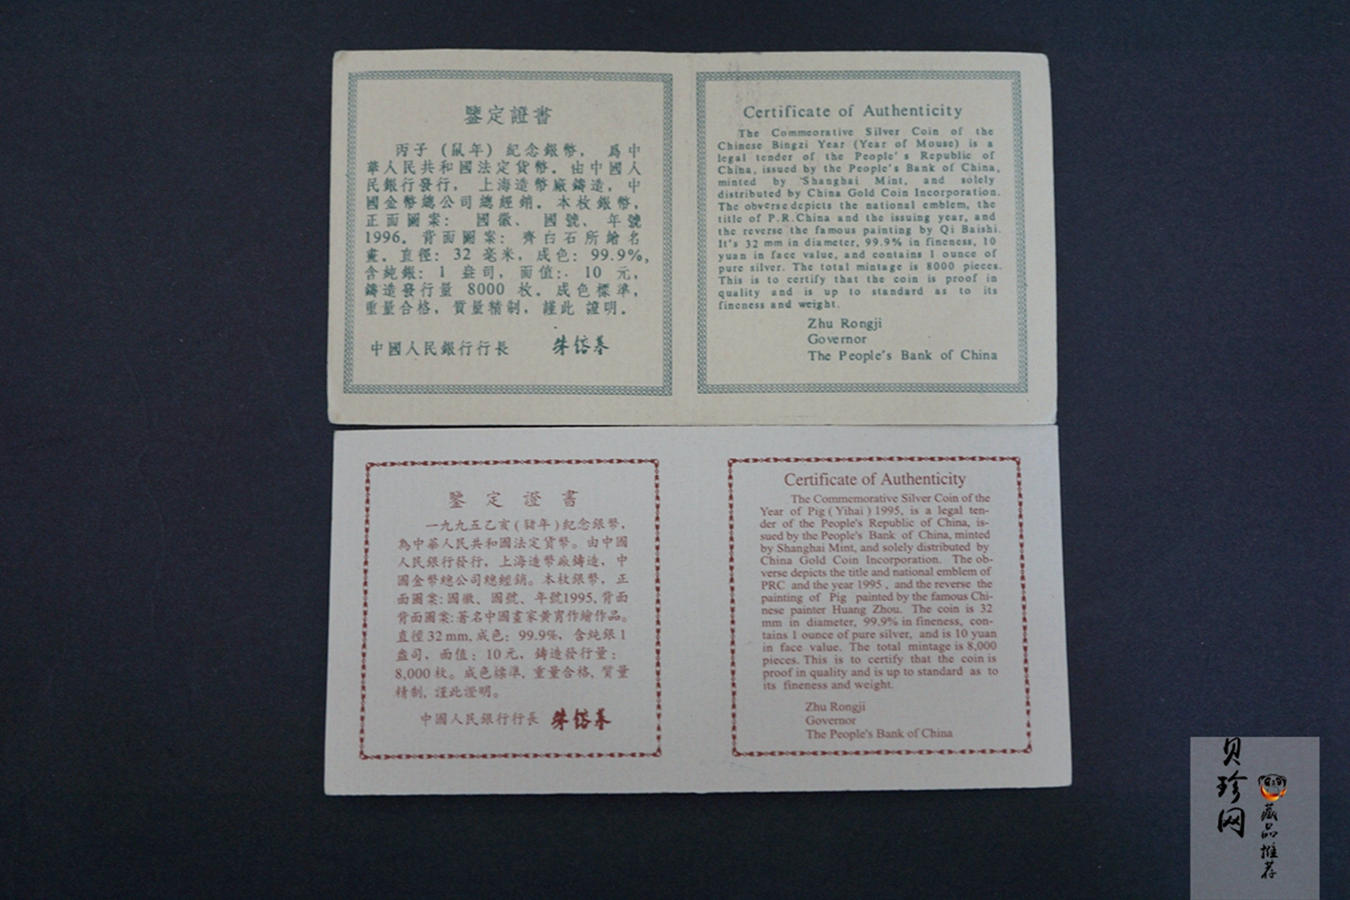 鑒定證書
丙子（鼠年）紀念銀幣， 爲中
華人民共和國法定貨幣。由中國人
民銀行發行， 上海造幣廠鑄造，中
國金幣總公司總經銷。本枚銀幣，
正面圖案： 國徽、 國號、 年號
1996。背面圖案： 齊白石所繪名
畫。直徑：32 毫米，成色：99.9%,
含純銀：1 盎司，面值： 10 元，
鑄造發行量 8000 枚。成色標準，
重量合格，質量精制，謹此 證明。
中國人民銀行行長 朱鎔基
Certificate of Authenticity
The Commeorative Silver Coin of the
Chinese Bingzi Year (Year of Mouse) is a
legal tender of the People's Republic of
China, issued by the People's Bank of China,
minted by Shanghai Mint, and solely
distributed by China Gold Coin Incorporation.
The obverse depicts the national emblem, the
title of P.R.China and the issuing year, and
the reverse the famous painting by Qi Baishi.
It's 32 mm in diameter, 99.9% in fineness, 10
yuan in face value, and contains 1 ounce of
pure silver. The total mintage is 8000 pieces.
This is to certify that the coin is proof in
quality and is up to standard as to its
fineness and weight.
Zhu Rongji
Governor
The People's Bank of China
鑒定證書
一九九五乙亥(豬年)紀念銀幣，
為中華人民共和國法定貨幣。由中國
人民銀行發行，上海造幣廠鑄造，中
國金幣總公司總經銷。本枚銀幣，正
面圖案：國徽、國號、年號1995, 背面
背面圖案：著名中國畫家黃冑作繪作品。
直徑32mm, 成色：99.9%, 含純銀1
盎司，面值：10元，鑄造發行量：
8,000枚。成色標準，重量合格，質量
精制，謹此證明。
中國人民銀行行長 朱鎔基
Certificate of Authenticity
The Commemorative Silver Coin of the
Year of Pig (Yihai) 1995, is a legal ten-
der of the People's Republic of China, is-
sued by the People's Bank of China, minted
by Shanghai Mint, and solely distributed by
China Gold Coin Incorporation. The ob-
verse depicts the title and national emblem of
PRC and the year 1995, and the reverse the
painting of Pig painted by the famous Chi-
nese painter Huang Zhou. The coin is 32
mm in diameter, 99.9% in fineness, con-
tains 1 ounce of pure silver, and is 10 yuan
in face value. The total mintage is 8,000
pieces. This is to certify that the coin is
proof in quality and is up to standard as to
its fineness and weight.
Zhu Rongji
Governor
The People's Bank of China
贝珍网
藏品推荐